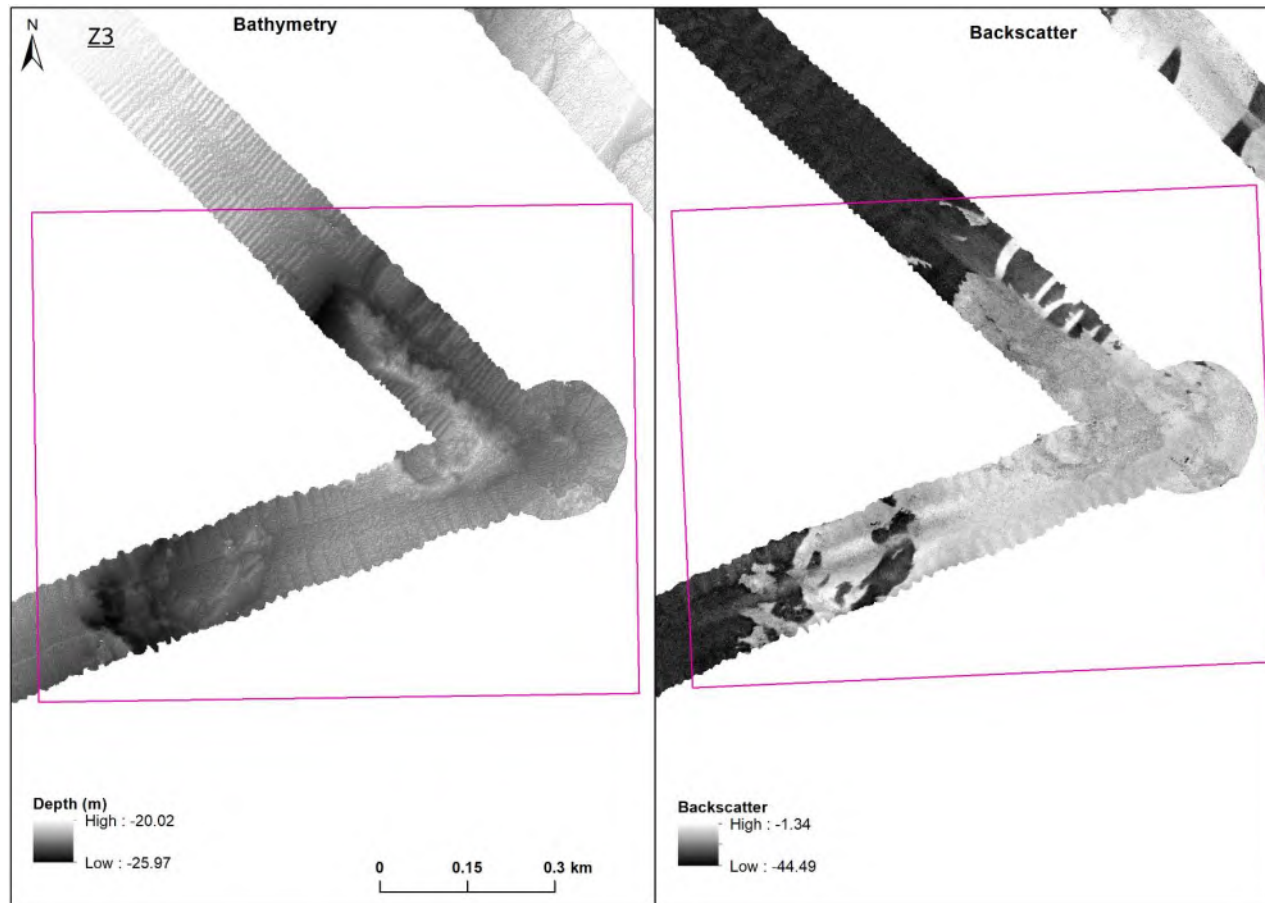 N
Z3
Bathymetry
Backscatter
Depth (m)
High : -20.02
Low : -25.97
0 0.15 0.3 km
Backscatter
High : -1.34
Low : -44.49